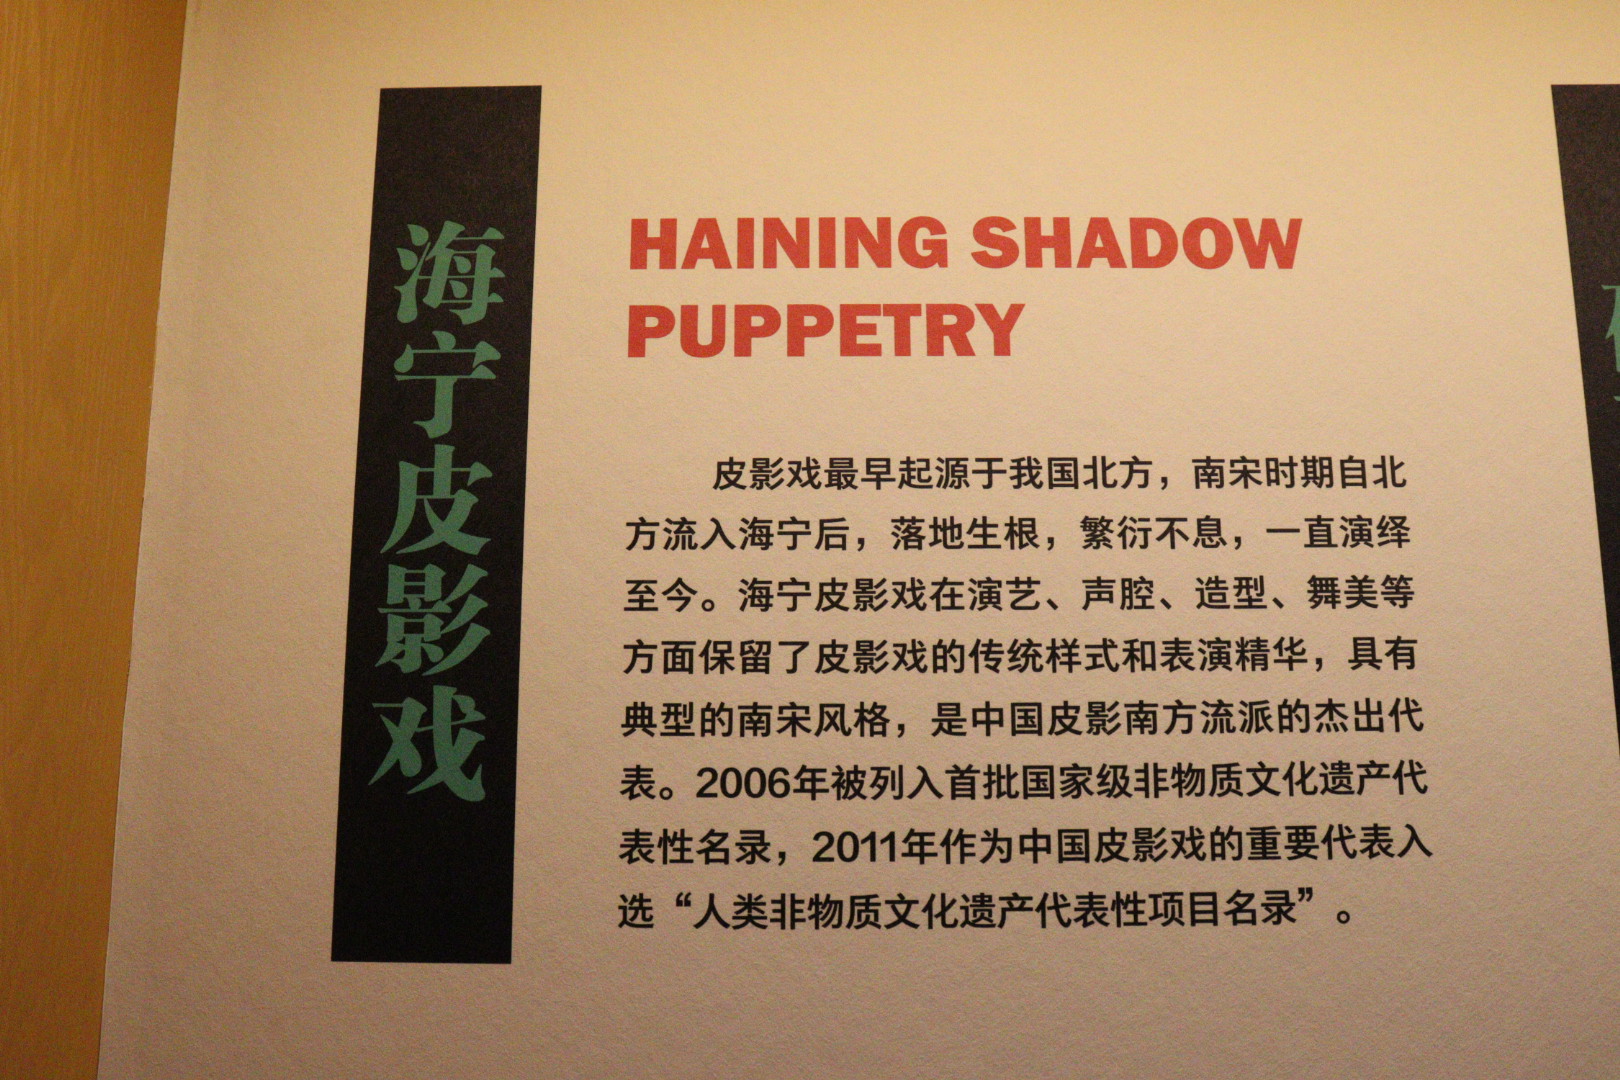 海宁皮影戏
HAINING SHADOW
PUPPETRY
皮影戏最早起源于我国北方，南宋时期自北
方流入海宁后，落地生根，繁衍不息，一直演绎
至今。海宁皮影戏在演艺、声腔、造型、舞美等
方面保留了皮影戏的传统样式和表演精华，具有
典型的南宋风格，是中国皮影南方流派的杰出代
表。2006年被列入首批国家级非物质文化遗产代
表性名录，2011年作为中国皮影戏的重要代表入
选“人类非物质文化遗产代表性项目名录”。